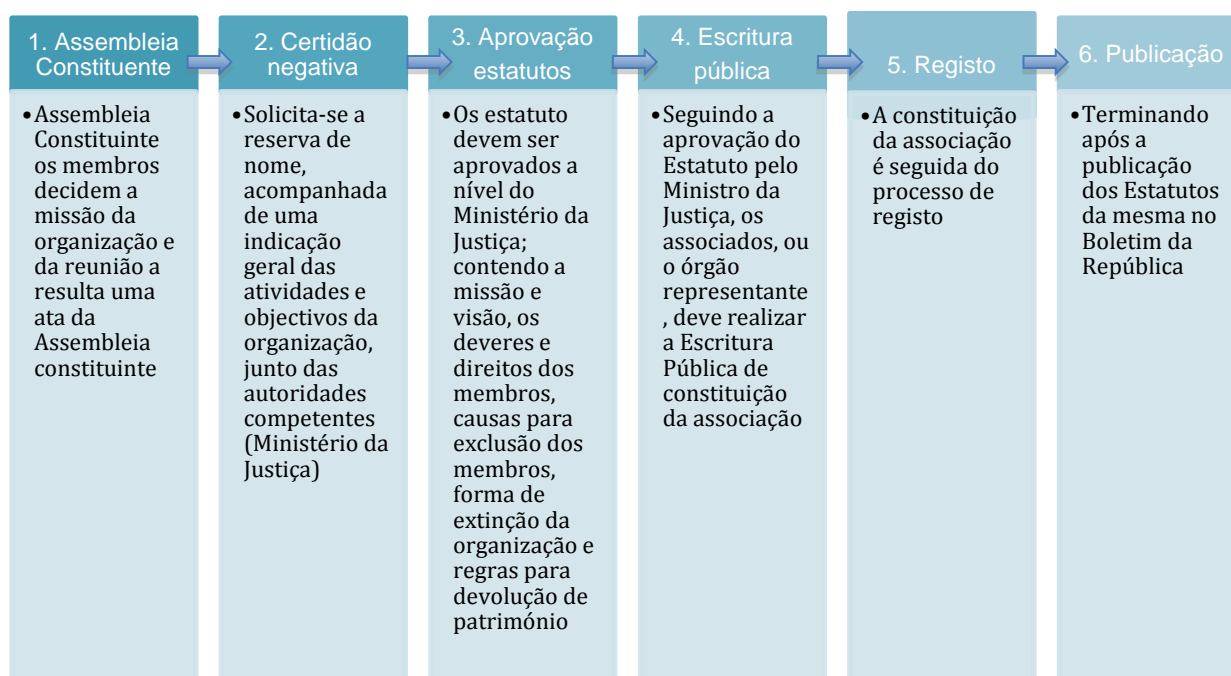 1. Assembleia
Constituente
•Assembleia
Constituinte
os membros
decidem a
missão da
organização e
da reunião a
resulta uma
ata da
Assembleia
constituinte
2. Certidão
negativa
•Solicita-se a
reserva de
nome,
acompanhada
de uma
indicação
geral das
atividades e
objectivos da
organização,
junto das
autoridades
competentes
(Ministério da
Justiça)
3. Aprovação
estatutos
•Os estatuto
devem ser
aprovados a
nível do
Ministério da
Justiça;
contendo a
missão e
visão, os
deveres e
direitos dos
membros,
causas para
exclusão dos
membros,
forma de
extinção da
organização e
regras para
devolução de
património
4. Escritura
pública
•Seguindo a
aprovação do
Estatuto pelo
Ministro da
Justiça, os
associados, ou
o órgão
representante
, deve realizar
a Escritura
Pública de
constituição
da associação
5. Registo
•A constituição
da associação
é seguida do
processo de
registo
6. Publicação
•Terminando
após a
publicação
dos Estatutos
da mesma no
Boletim da
República